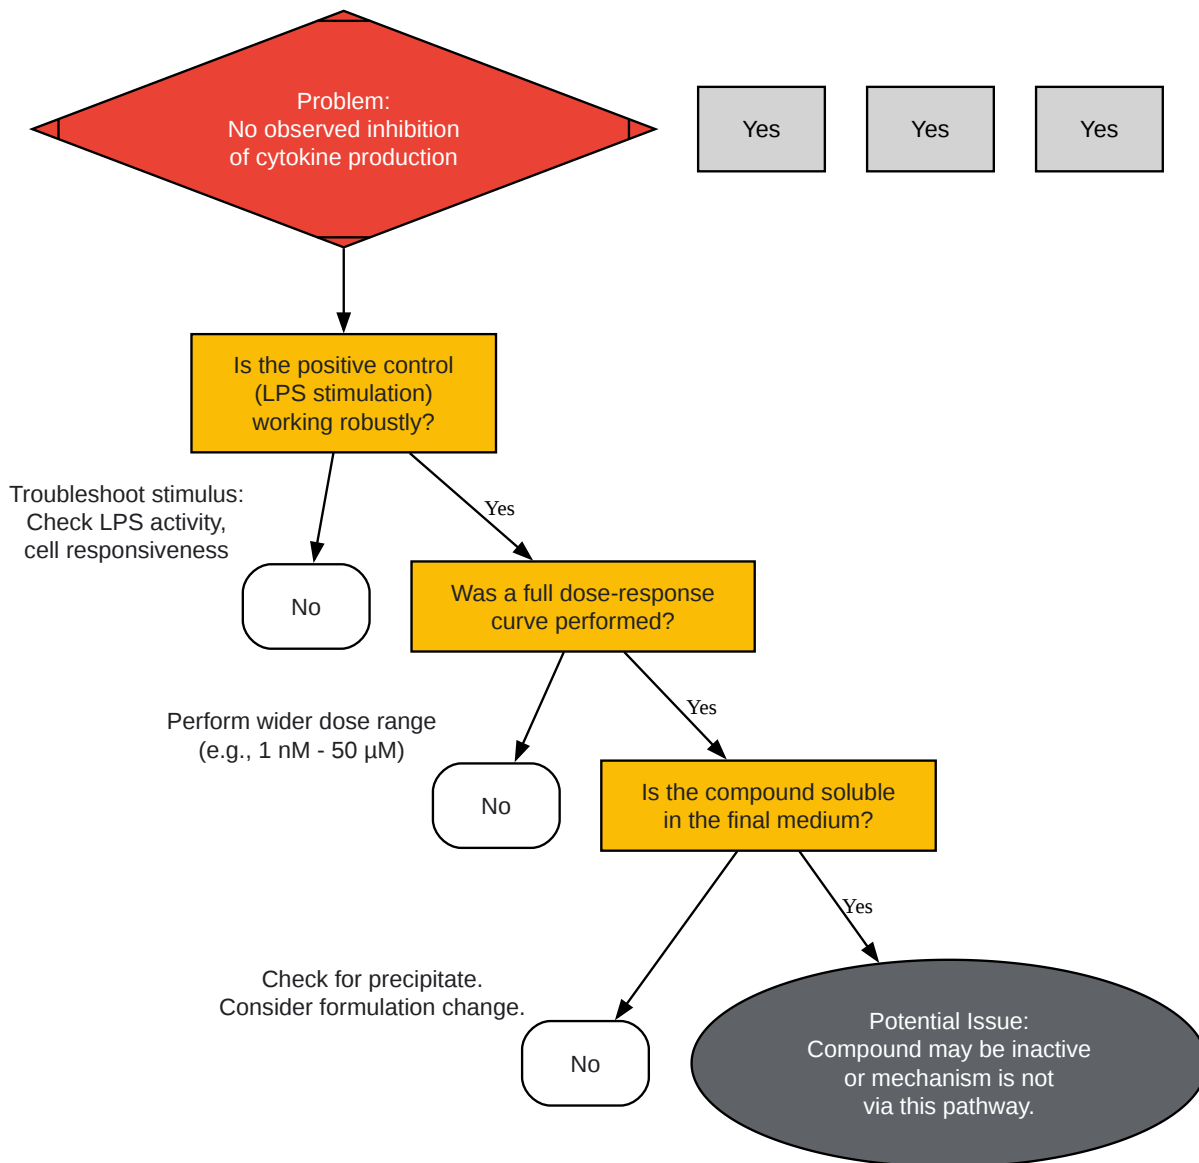 Problem:
No observed inhibition
of cytokine production
Yes
Yes
Yes
Is the positive control
(LPS stimulation)
working robustly?
Troubleshoot stimulus:
Check LPS activity,
cell responsiveness
Yes
No
Was a full dose-response
curve performed?
Perform wider dose range
(e.g., 1 nM - 50 µM)
Yes
No
Is the compound soluble
in the final medium?
Check for precipitate.
Consider formulation change.
Yes
No
Potential Issue:
Compound may be inactive
or mechanism is not
via this pathway.